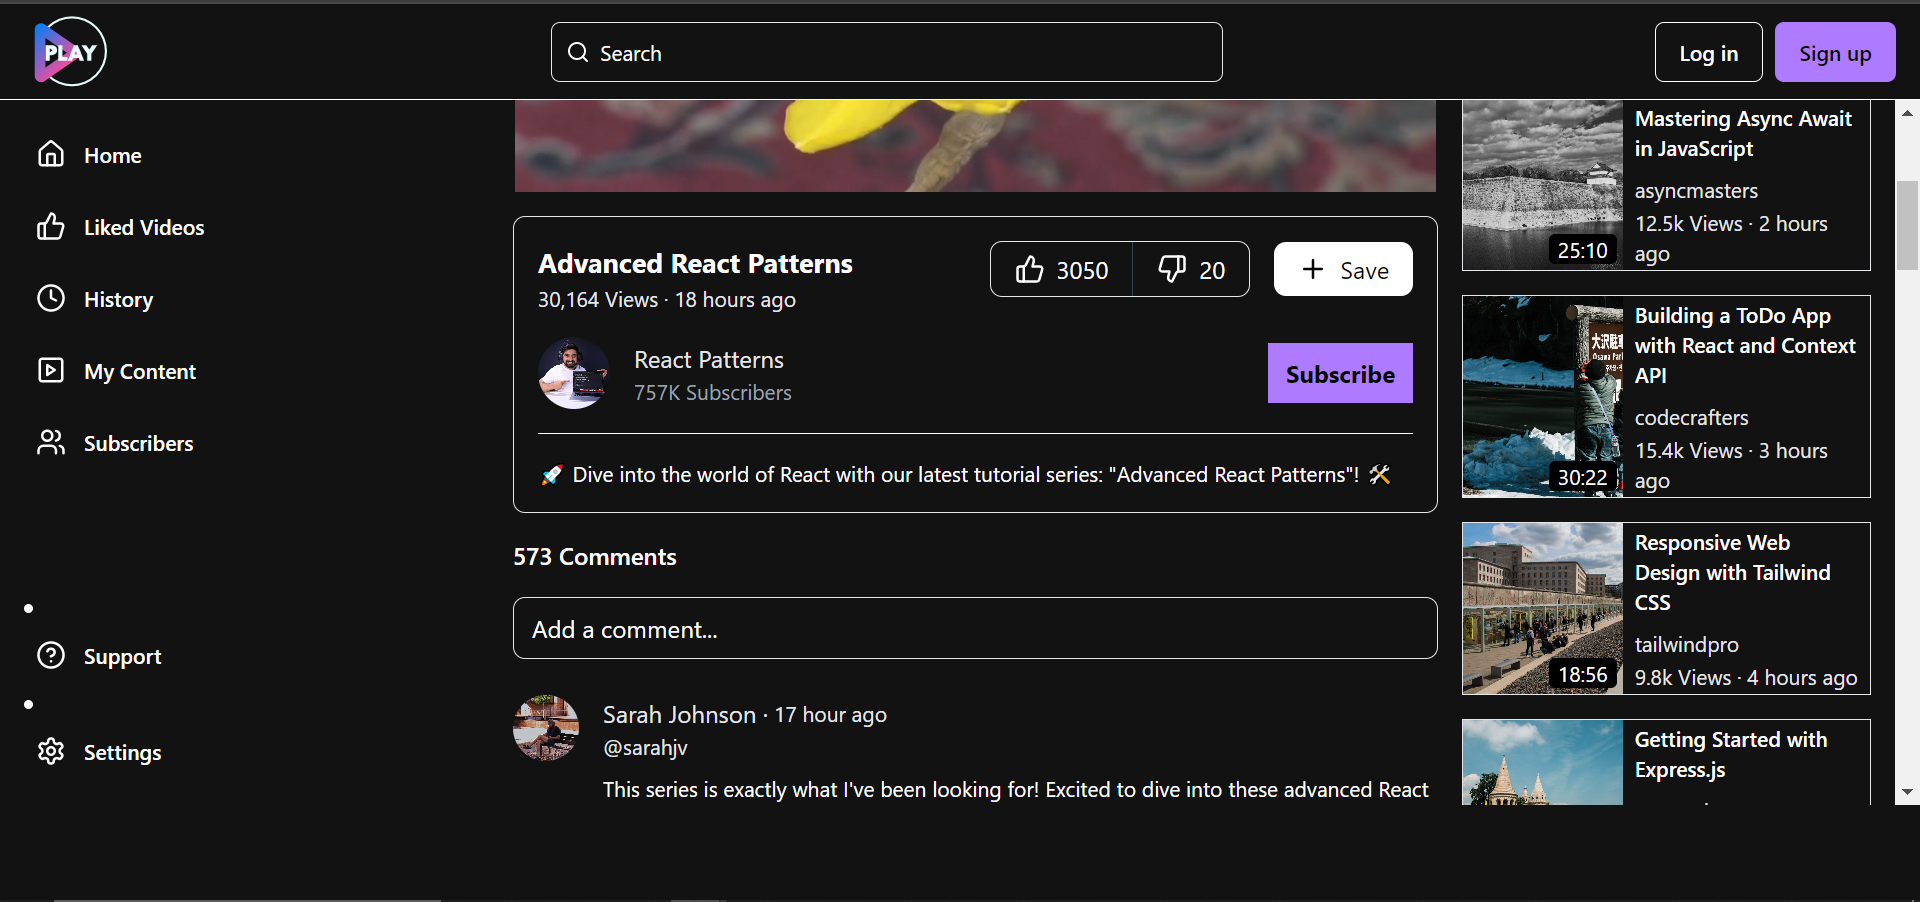 PLAY
Search
Log in
Sign up
Home
Liked Videos
History
My Content
Subscribers
Support
Settings
Advanced React Patterns
30,164 Views · 18 hours ago
3050
20
Save
React Patterns
757K Subscribers
Subscribe
🚀 Dive into the world of React with our latest tutorial series: "Advanced React Patterns"! 🛠️
573 Comments
Add a comment...
Sarah Johnson · 17 hour ago
@sarahjv
This series is exactly what I've been looking for! Excited to dive into these advanced React
25:10
Mastering Async Await
in JavaScript
asyncmasters
12.5k Views · 2 hours
ago
大沢駐車
Osawa Park
30:22
Building a ToDo App
with React and Context
API
codecrafters
15.4k Views · 3 hours
ago
18:56
Responsive Web
Design with Tailwind
CSS
tailwindpro
9.8k Views · 4 hours ago
Getting Started with
Express.js